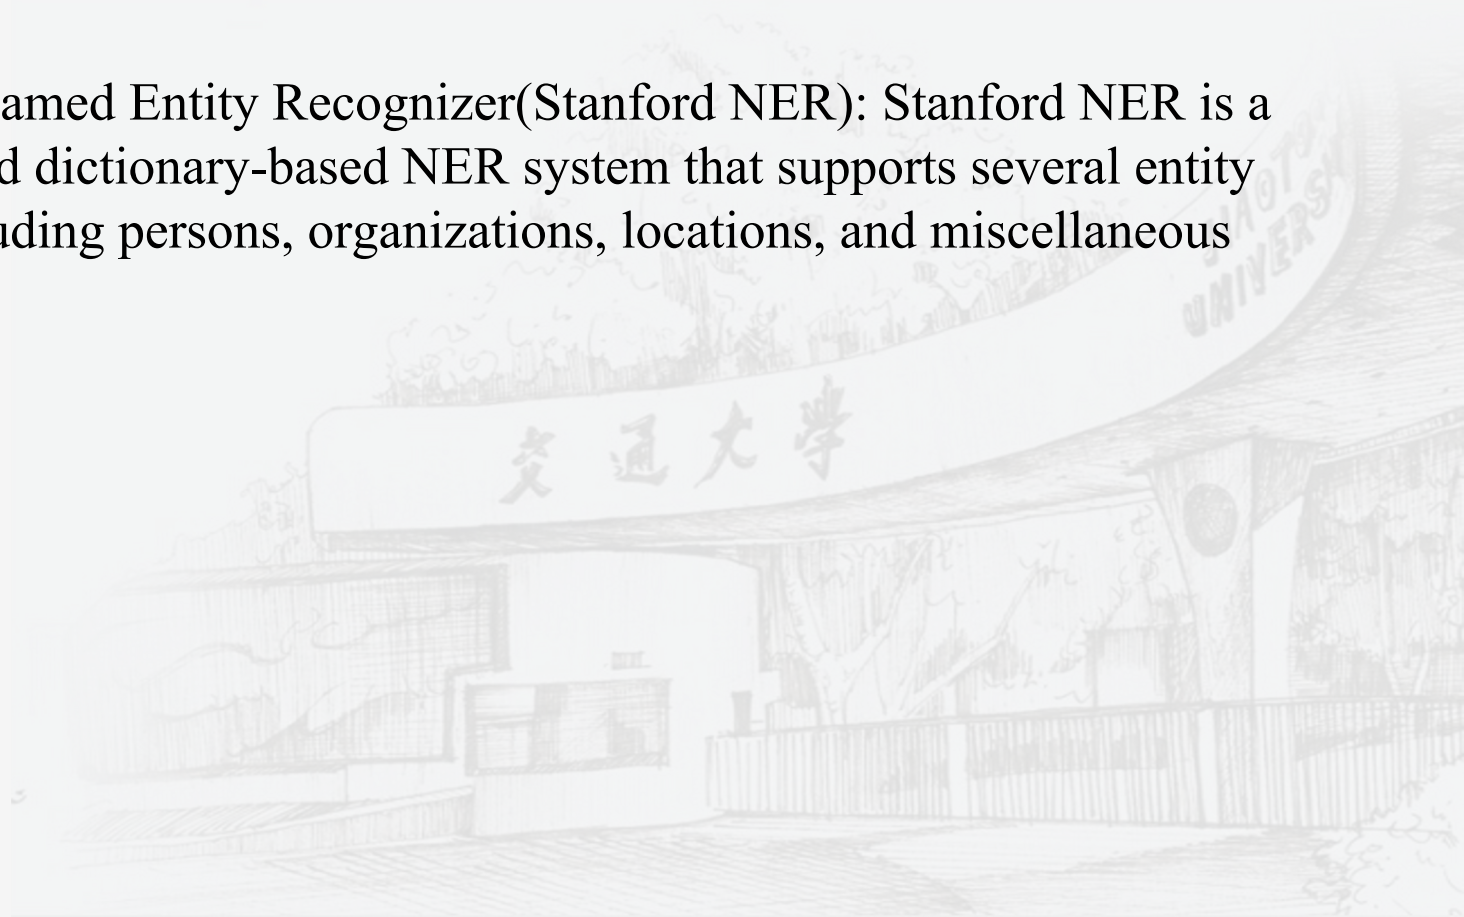 amed Entity Recognizer(Stanford NER): Stanford NER is a
d dictionary-based NER system that supports several entity
uding persons, organizations, locations, and miscellaneous
交通大學
UNIVERSI